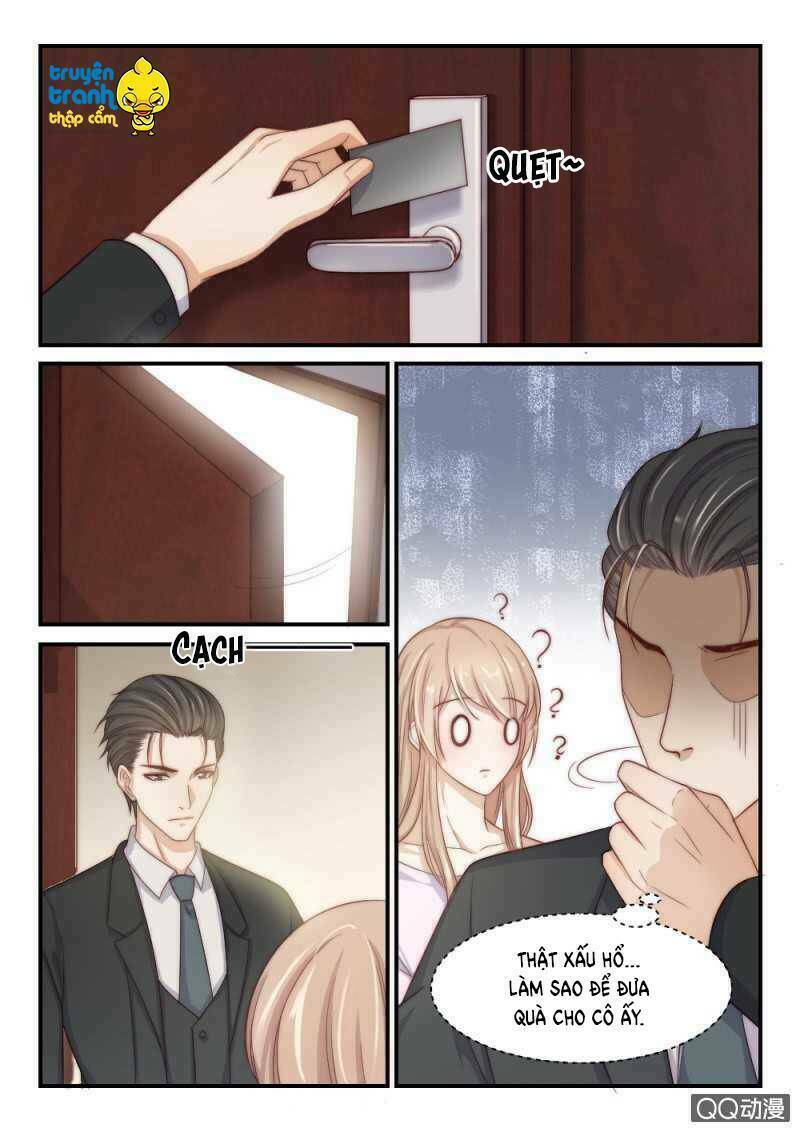 truyện
tranh
thập cẩm
QUẸT~
CẠCH
?
?
?
?
THẬT XẤU HỔ...
LÀM SAO ĐỂ ĐƯA
QUÀ CHO CÔ ẤY.
QQ动漫